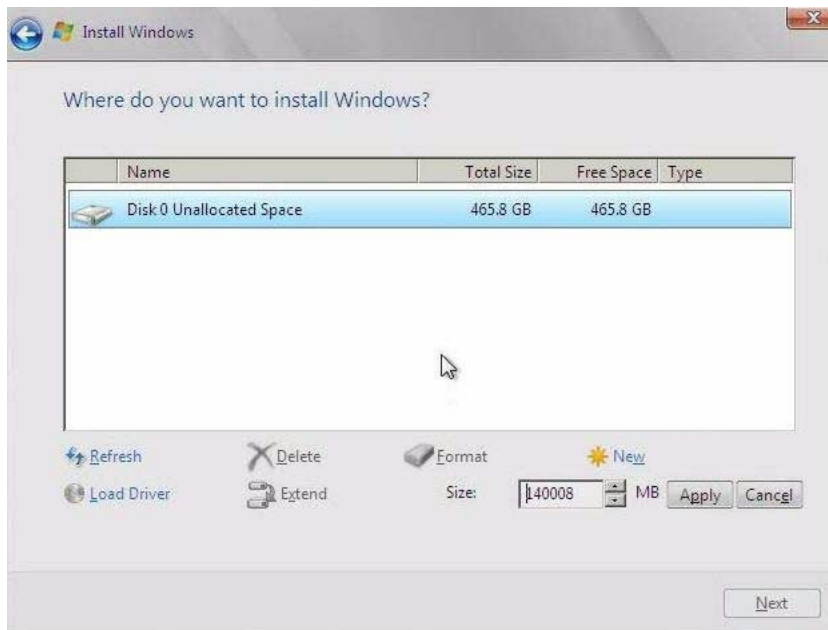 Install Windows
Where do you want to install Windows?
Name Total Size Free Space Type
Disk 0 Unallocated Space 465.8 GB 465.8 GB
Refresh Delete Format New
Load Driver Extend Size: 140008 MB Apply Cancel
Next